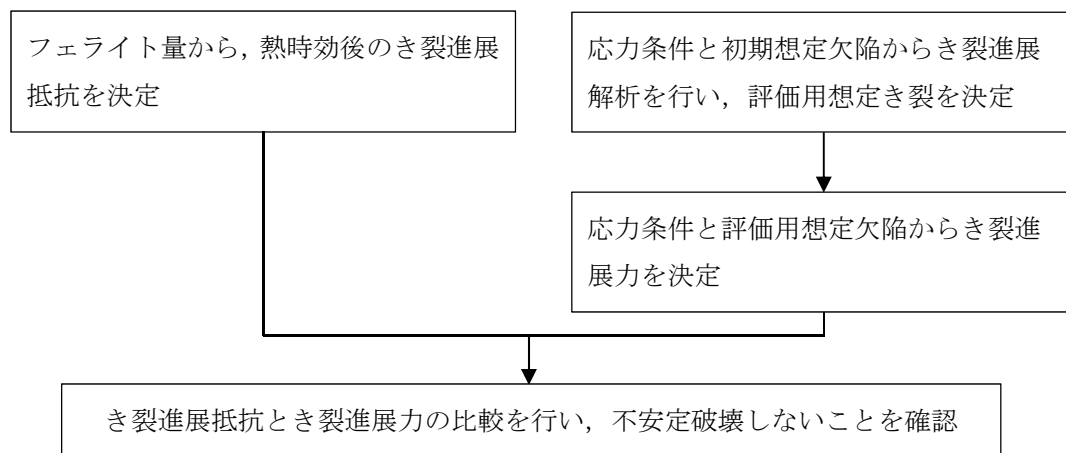 フェライト量から，熱時効後のき裂進展
抵抗を決定
応力条件と初期想定欠陥からき裂進展
解析を行い，評価用想定き裂を決定
応力条件と評価用想定欠陥からき裂進
展力を決定
き裂進展抵抗とき裂進展力の比較を行い，不安定破壊しないことを確認